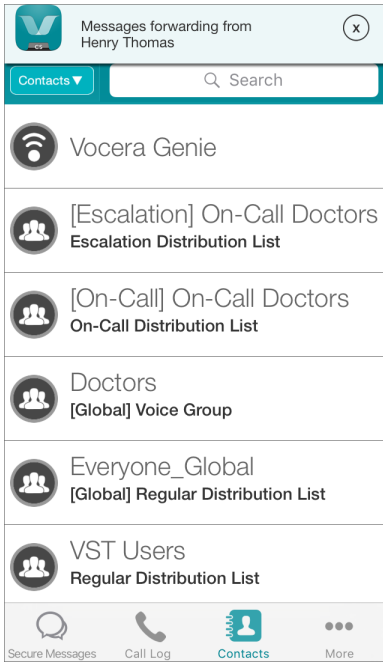 CS
Messages forwarding from
Henry Thomas
x
Contacts ▼
Search
Vocera Genie
[Escalation] On-Call Doctors
Escalation Distribution List
[On-Call] On-Call Doctors
On-Call Distribution List
Doctors
[Global] Voice Group
Everyone_Global
[Global] Regular Distribution List
VST Users
Regular Distribution List
Secure Messages
Call Log
Contacts
More